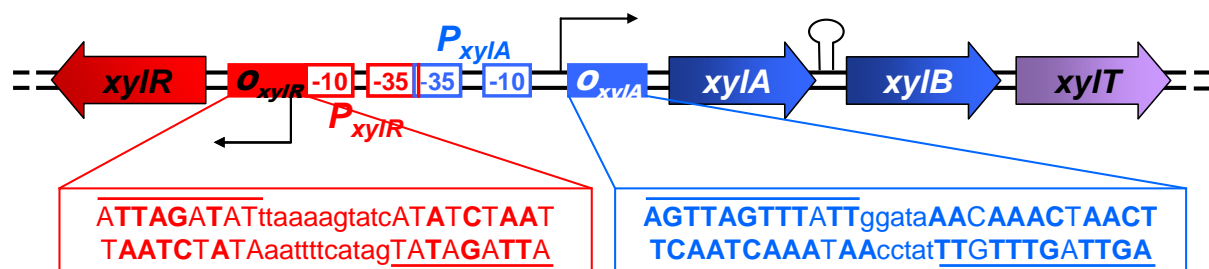 PxylA
xylR OxylR -10 -35 -35 -10 OxylA xylA xylB xylT
PxylR
ATTAGATATttaaaagtatcATATCTAAT
TAATCTATAaattttcatagTATAGATTA
AGTTAGTTTATTggataAACAAACTAACT
TCAATCAAATAAcctatTTGTTTGATTGA